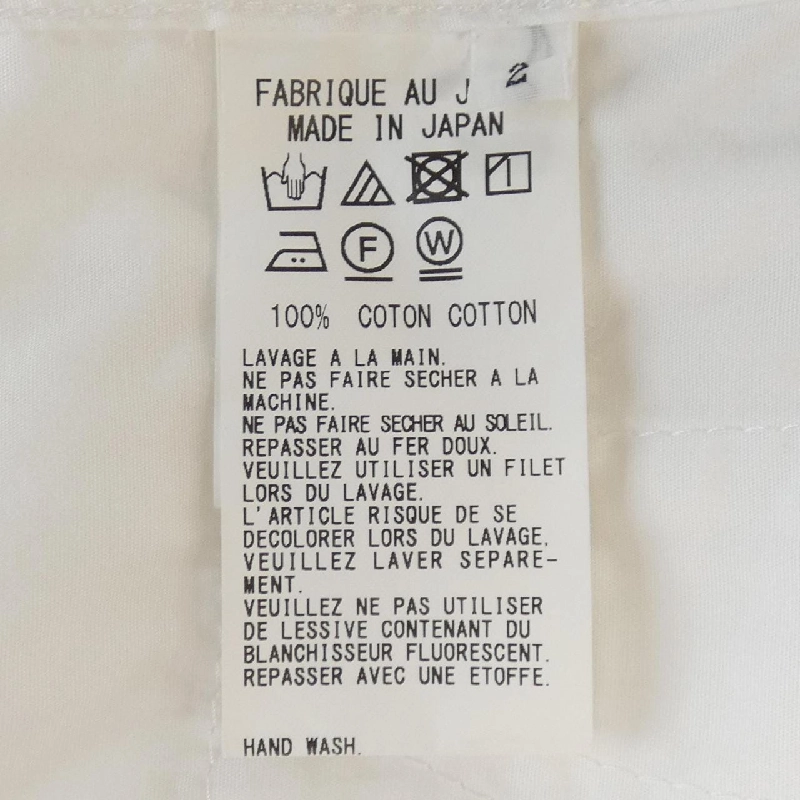 2
FABRIQUE AU J
MADE IN JAPAN
F W
100% COTON COTTON
LAVAGE A LA MAIN.
NE PAS FAIRE SECHER A LA
MACHINE.
NE PAS FAIRE SECHER AU SOLEIL.
REPASSER AU FER DOUX.
VEUILLEZ UTILISER UN FILET
LORS DU LAVAGE.
L'ARTICLE RISQUE DE SE
DECOLORER LORS DU LAVAGE.
VEUILLEZ LAVER SEPARE-
MENT.
VEUILLEZ NE PAS UTILISER
DE LESSIVE CONTENANT DU
BLANCHISSEUR FLUORESCENT.
REPASSER AVEC UNE ETOFFE.
HAND WASH.